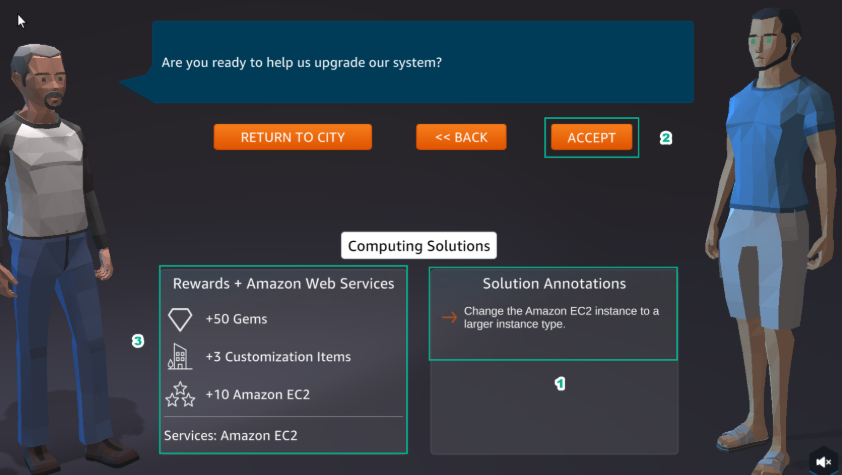 Are you ready to help us upgrade our system?
RETURN TO CITY
<< BACK
ACCEPT
2
Computing Solutions
Rewards + Amazon Web Services
+50 Gems
+3 Customization Items
+10 Amazon EC2
Services: Amazon EC2
3
Solution Annotations
Change the Amazon EC2 instance to a
larger instance type.
1